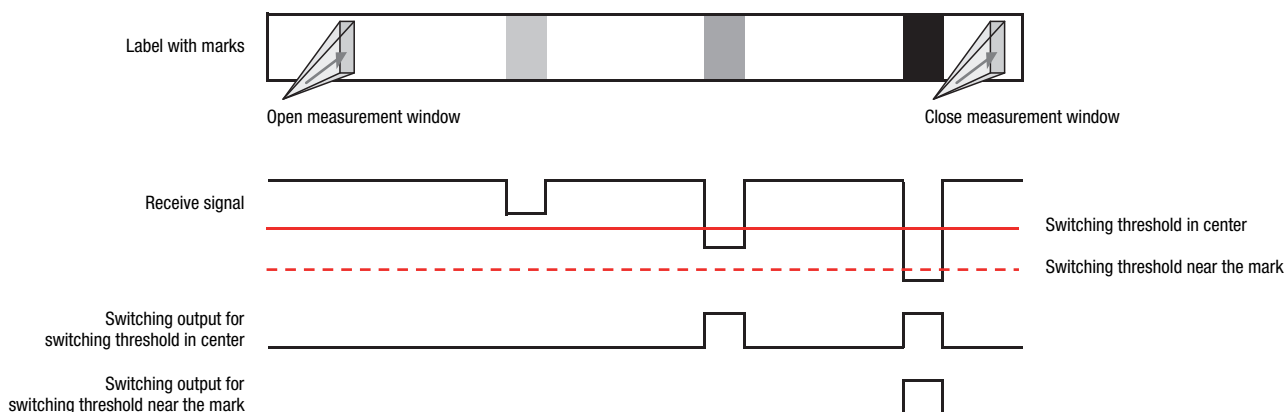 Label with marks
Open measurement window
Close measurement window
Receive signal
Switching threshold in center
Switching threshold near the mark
Switching output for
switching threshold in center
Switching output for
switching threshold near the mark